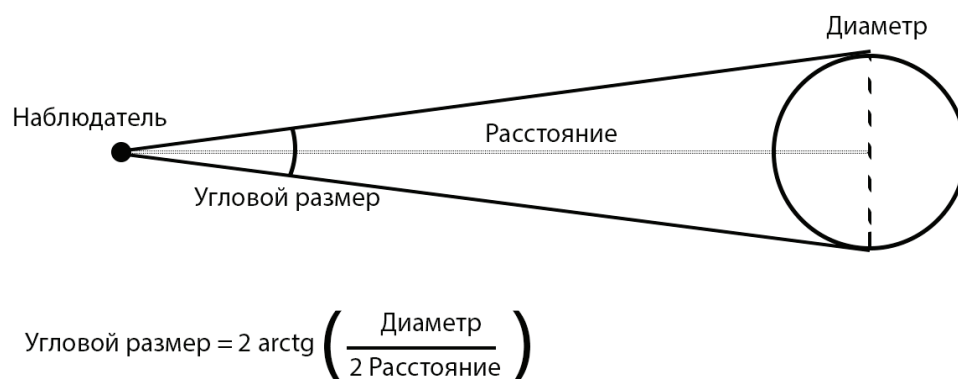 Диаметр
Наблюдатель
Расстояние
Угловой размер
Угловой размер = 2 arctg ( Диаметр / 2 Расстояние )